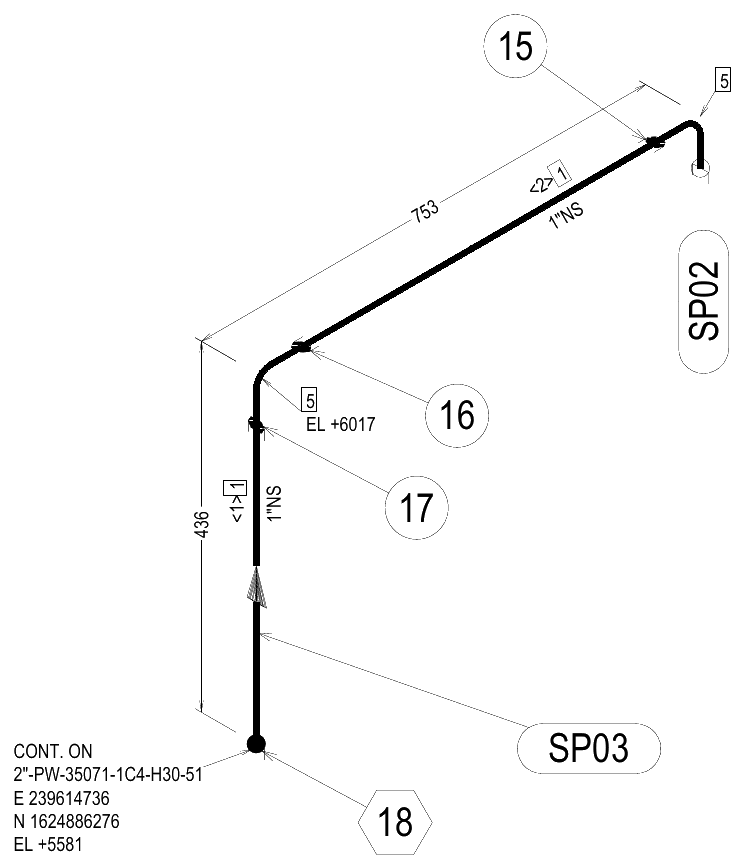 15
5
<2> 1
753
1"NS
SP02
5
EL +6017
16
<1> 1
1"NS
17
436
SP03
CONT. ON
2"-PW-35071-1C4-H30-51
E 239614736
N 1624886276
EL +5581
18